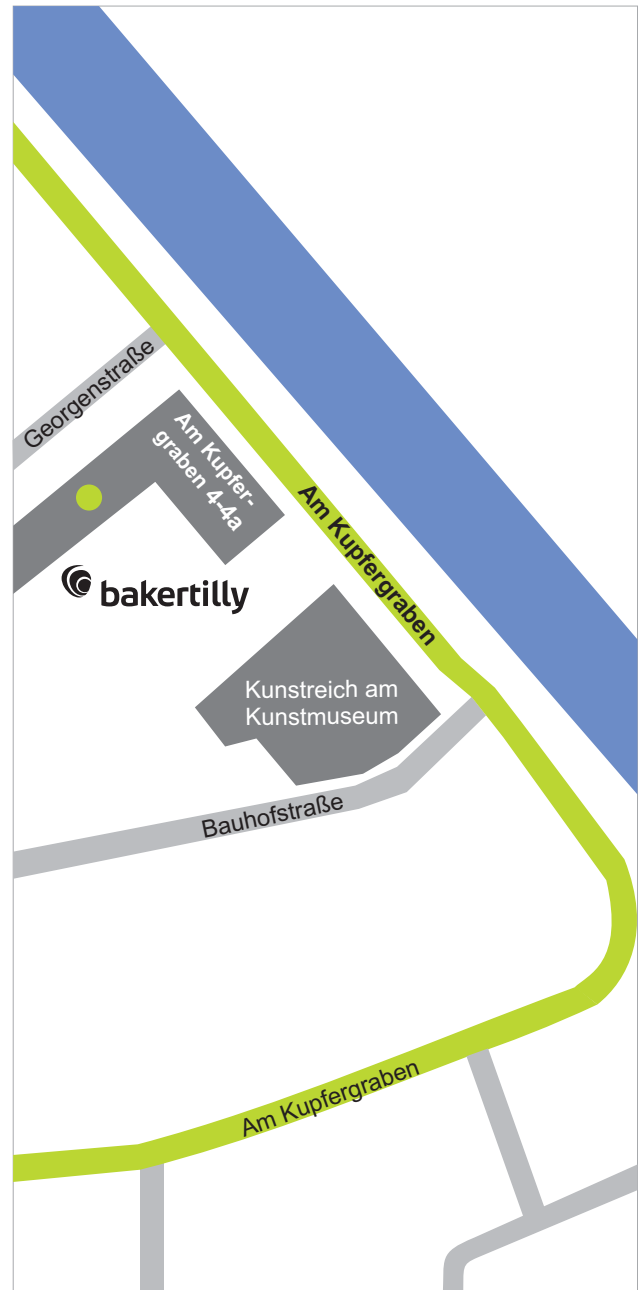 Georgenstraße
Am Kupfer-
graben 4-4a
Am Kupfergraben
bakertilly
Kunstreich am
Kunstmuseum
Bauhofstraße
Am Kupfergraben